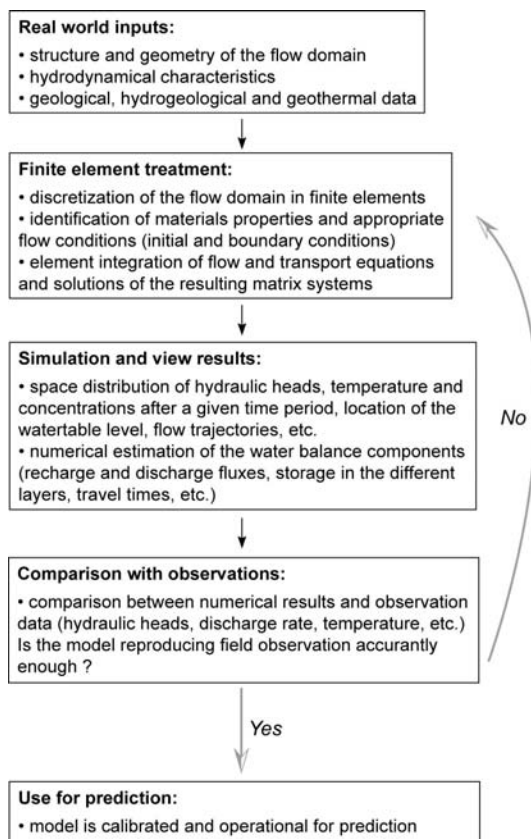 Real world inputs:
• structure and geometry of the flow domain
• hydrodynamical characteristics
• geological, hydrogeological and geothermal data
Finite element treatment:
• discretization of the flow domain in finite elements
• identification of materials properties and appropriate
flow conditions (initial and boundary conditions)
• element integration of flow and transport equations
and solutions of the resulting matrix systems
Simulation and view results:
• space distribution of hydraulic heads, temperature and
concentrations after a given time period, location of the
watertable level, flow trajectories, etc.
• numerical estimation of the water balance components
(recharge and discharge fluxes, storage in the different
layers, travel times, etc.)
No
Comparison with observations:
• comparison between numerical results and observation
data (hydraulic heads, discharge rate, temperature, etc.)
Is the model reproducing field observation accurantly
enough ?
Yes
Use for prediction:
• model is calibrated and operational for prediction